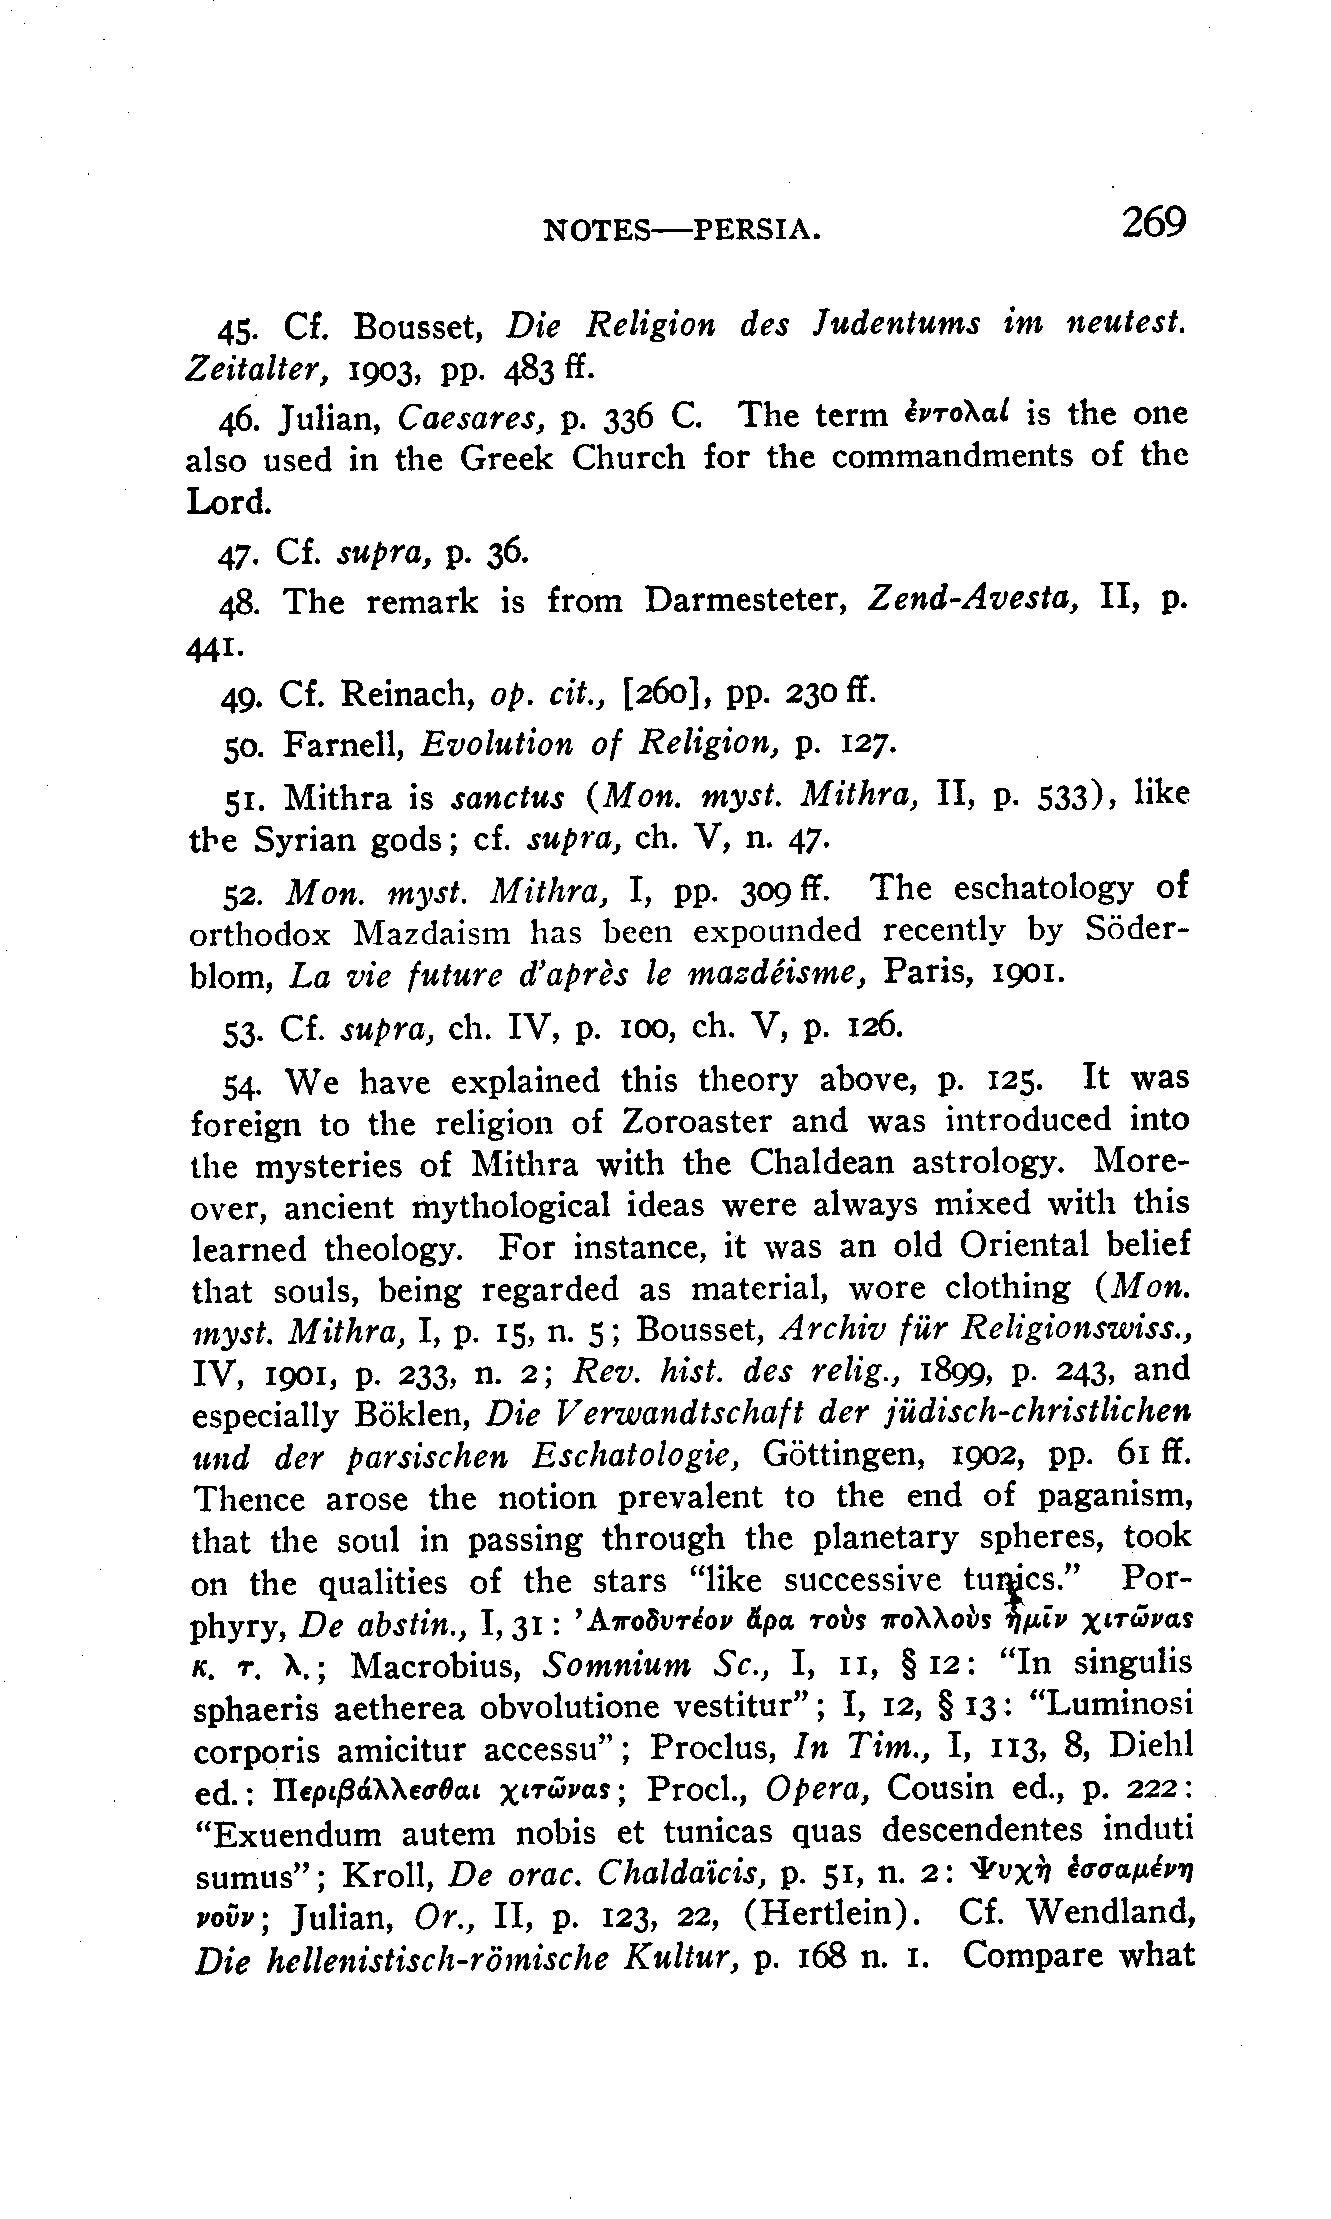 NOTES—PERSIA. 269
45. Cf. Bousset, Die Religion des Judentums im neutest.
Zeitalter, 1903, pp. 483 ff.
46. Julian, Caesares, p. 336 C. The term ἐντολαί is the one
also used in the Greek Church for the commandments of the
Lord.
47. Cf. supra, p. 36.
48. The remark is from Darmesteter, Zend-Avesta, II, p.
441.
49. Cf. Reinach, op. cit., [260], pp. 230 ff.
50. Farnell, Evolution of Religion, p. 127.
51. Mithra is sanctus (Mon. myst. Mithra, II, p. 533), like
the Syrian gods; cf. supra, ch. V, n. 47.
52. Mon. myst. Mithra, I, pp. 309 ff. The eschatology of
orthodox Mazdaism has been expounded recently by Söder-
blom, La vie future d'après le mazdéisme, Paris, 1901.
53. Cf. supra, ch. IV, p. 100, ch. V, p. 126.
54. We have explained this theory above, p. 125. It was
foreign to the religion of Zoroaster and was introduced into
the mysteries of Mithra with the Chaldean astrology. More-
over, ancient mythological ideas were always mixed with this
learned theology. For instance, it was an old Oriental belief
that souls, being regarded as material, wore clothing (Mon.
myst. Mithra, I, p. 15, n. 5; Bousset, Archiv für Religionswiss.,
IV, 1901, p. 233, n. 2; Rev. hist. des relig., 1899, p. 243, and
especially Böklen, Die Verwandtschaft der jüdisch-christlichen
und der parsischen Eschatologie, Göttingen, 1902, pp. 61 ff.
Thence arose the notion prevalent to the end of paganism,
that the soul in passing through the planetary spheres, took
on the qualities of the stars "like successive tunics." Por-
phyry, De abstin., I, 31: Ἀποδυτέον ἄρα τοὺς πολλοὺς ἡμῖν χιτῶνας
κ. τ. λ.; Macrobius, Somnium Sc., I, 11, § 12: "In singulis
sphaeris aetherea obvolutione vestitur"; I, 12, § 13: "Luminosi
corporis amicitur accessu"; Proclus, In Tim., I, 113, 8, Diehl
ed.: Περιβάλλεσθαι χιτῶνας; Procl., Opera, Cousin ed., p. 222:
"Exuendum autem nobis et tunicas quas descendentes induti
sumus"; Kroll, De orac. Chaldaïcis, p. 51, n. 2: Ψυχὴ ἑσσαμένη
νοῦν; Julian, Or., II, p. 123, 22, (Hertlein). Cf. Wendland,
Die hellenistisch-römische Kultur, p. 168 n. 1. Compare what